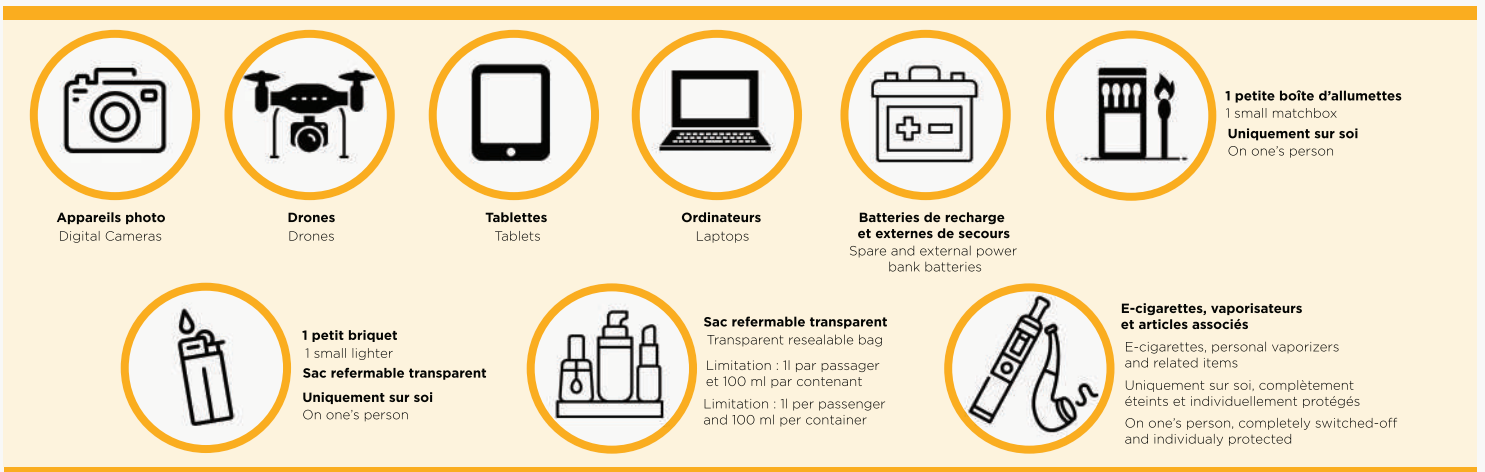 Appareils photo
Digital Cameras
Drones
Drones
Tablettes
Tablets
Ordinateurs
Laptops
Batteries de recharge
et externes de secours
Spare and external power
bank batteries
1 petite boîte d'allumettes
1 small matchbox
Uniquement sur soi
On one's person
1 petit briquet
1 small lighter
Sac refermable transparent
Uniquement sur soi
On one's person
Sac refermable transparent
Transparent resealable bag
Limitation : 1l par passager
et 100 ml par contenant
Limitation : 1l per passenger
and 100 ml per container
E-cigarettes, vaporisateurs
et articles associés
E-cigarettes, personal vaporizers
and related items
Uniquement sur soi, complètement
éteints et individuellement protégés
On one's person, completely switched-off
and individualy protected